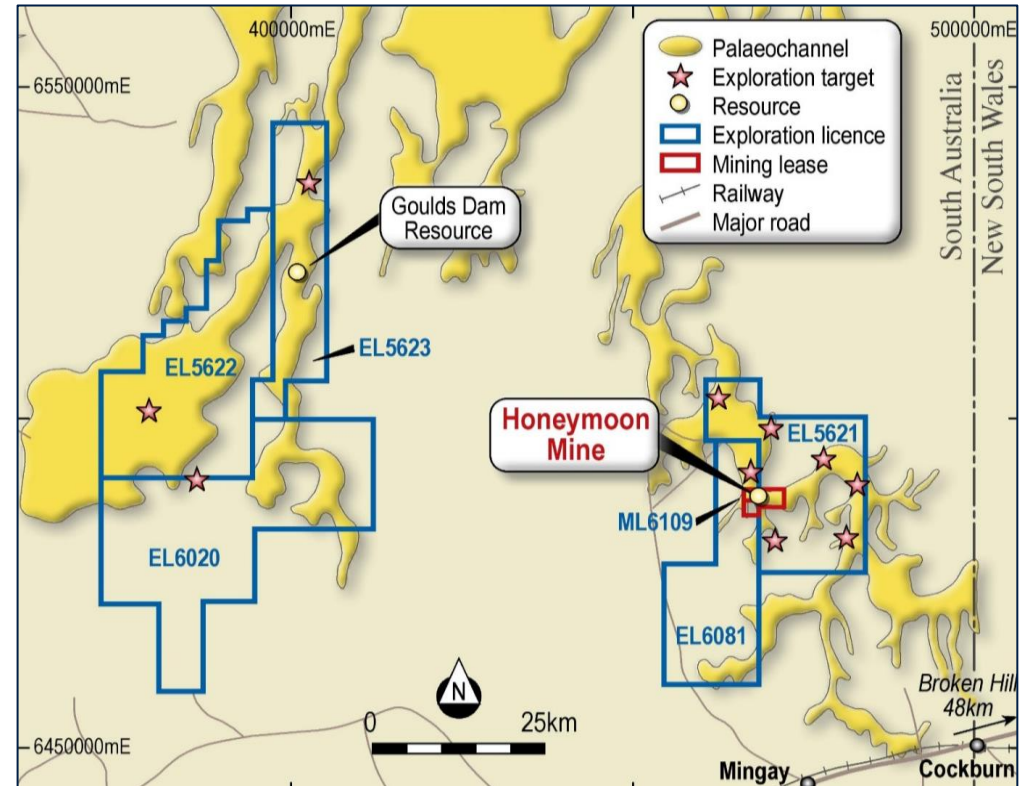 400000mE
500000mE
6550000mE
Palaeochannel
Exploration target
Resource
Exploration licence
Mining lease
Railway
Major road
South Australia
New South Wales
Goulds Dam
Resource
EL5623
EL5622
Honeymoon
Mine
EL5621
ML6109
EL6020
EL6081
N
0 25km
Broken Hill
48km
6450000mE
Mingay
Cockburn